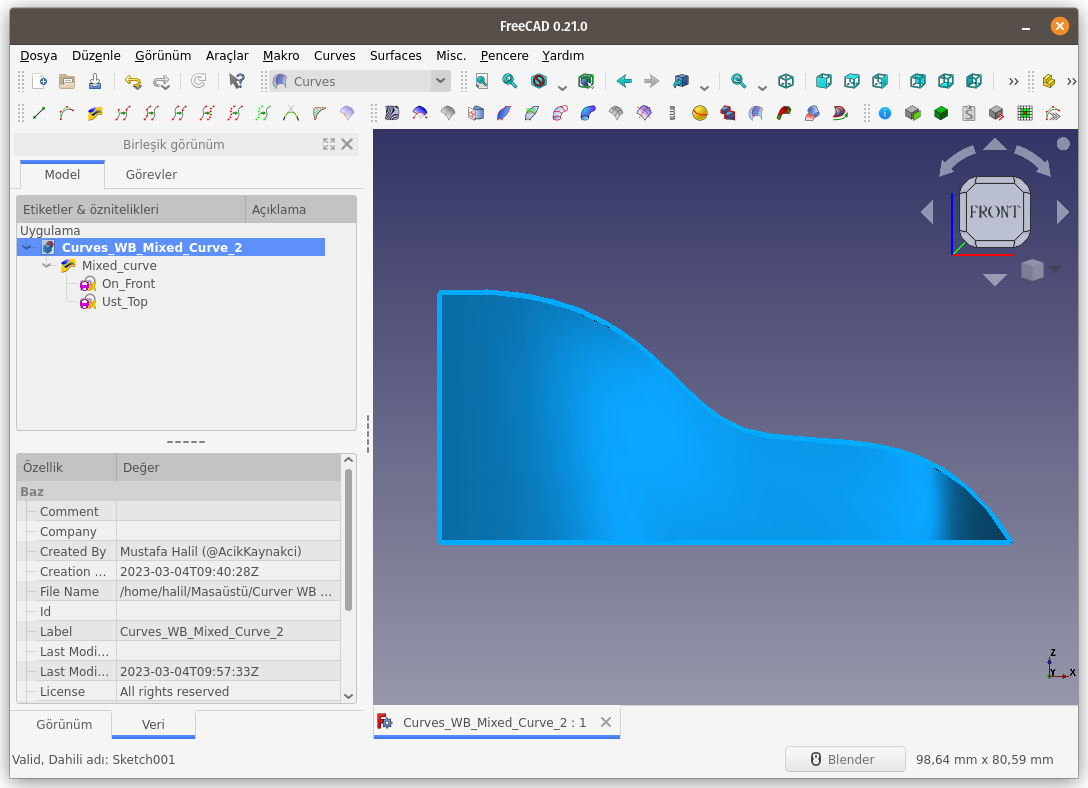 FreeCAD 0.21.0
Dosya Düzenle Görünüm Araçlar Makro Curves Surfaces Misc. Pencere Yardım
Curves
Birleşik görünüm
Model Görevler
Etiketler & öznitelikleri Açıklama
Uygulama
Curves_WB_Mixed_Curve_2
Mixed_curve
On_Front
Ust_Top
FRONT
Özellik Değer
Baz
Comment
Company
Created By Mustafa Halil (@AcikKaynakci)
Creation ... 2023-03-04T09:40:28Z
File Name /home/halil/Masaüstü/Curver WB ...
Id
Label Curves_WB_Mixed_Curve_2
Last Modi...
Last Modi... 2023-03-04T09:57:33Z
License All rights reserved
Z
Y X
Görünüm Veri
Curves_WB_Mixed_Curve_2 : 1
Valid, Dahili adı: Sketch001
Blender 98,64 mm x 80,59 mm